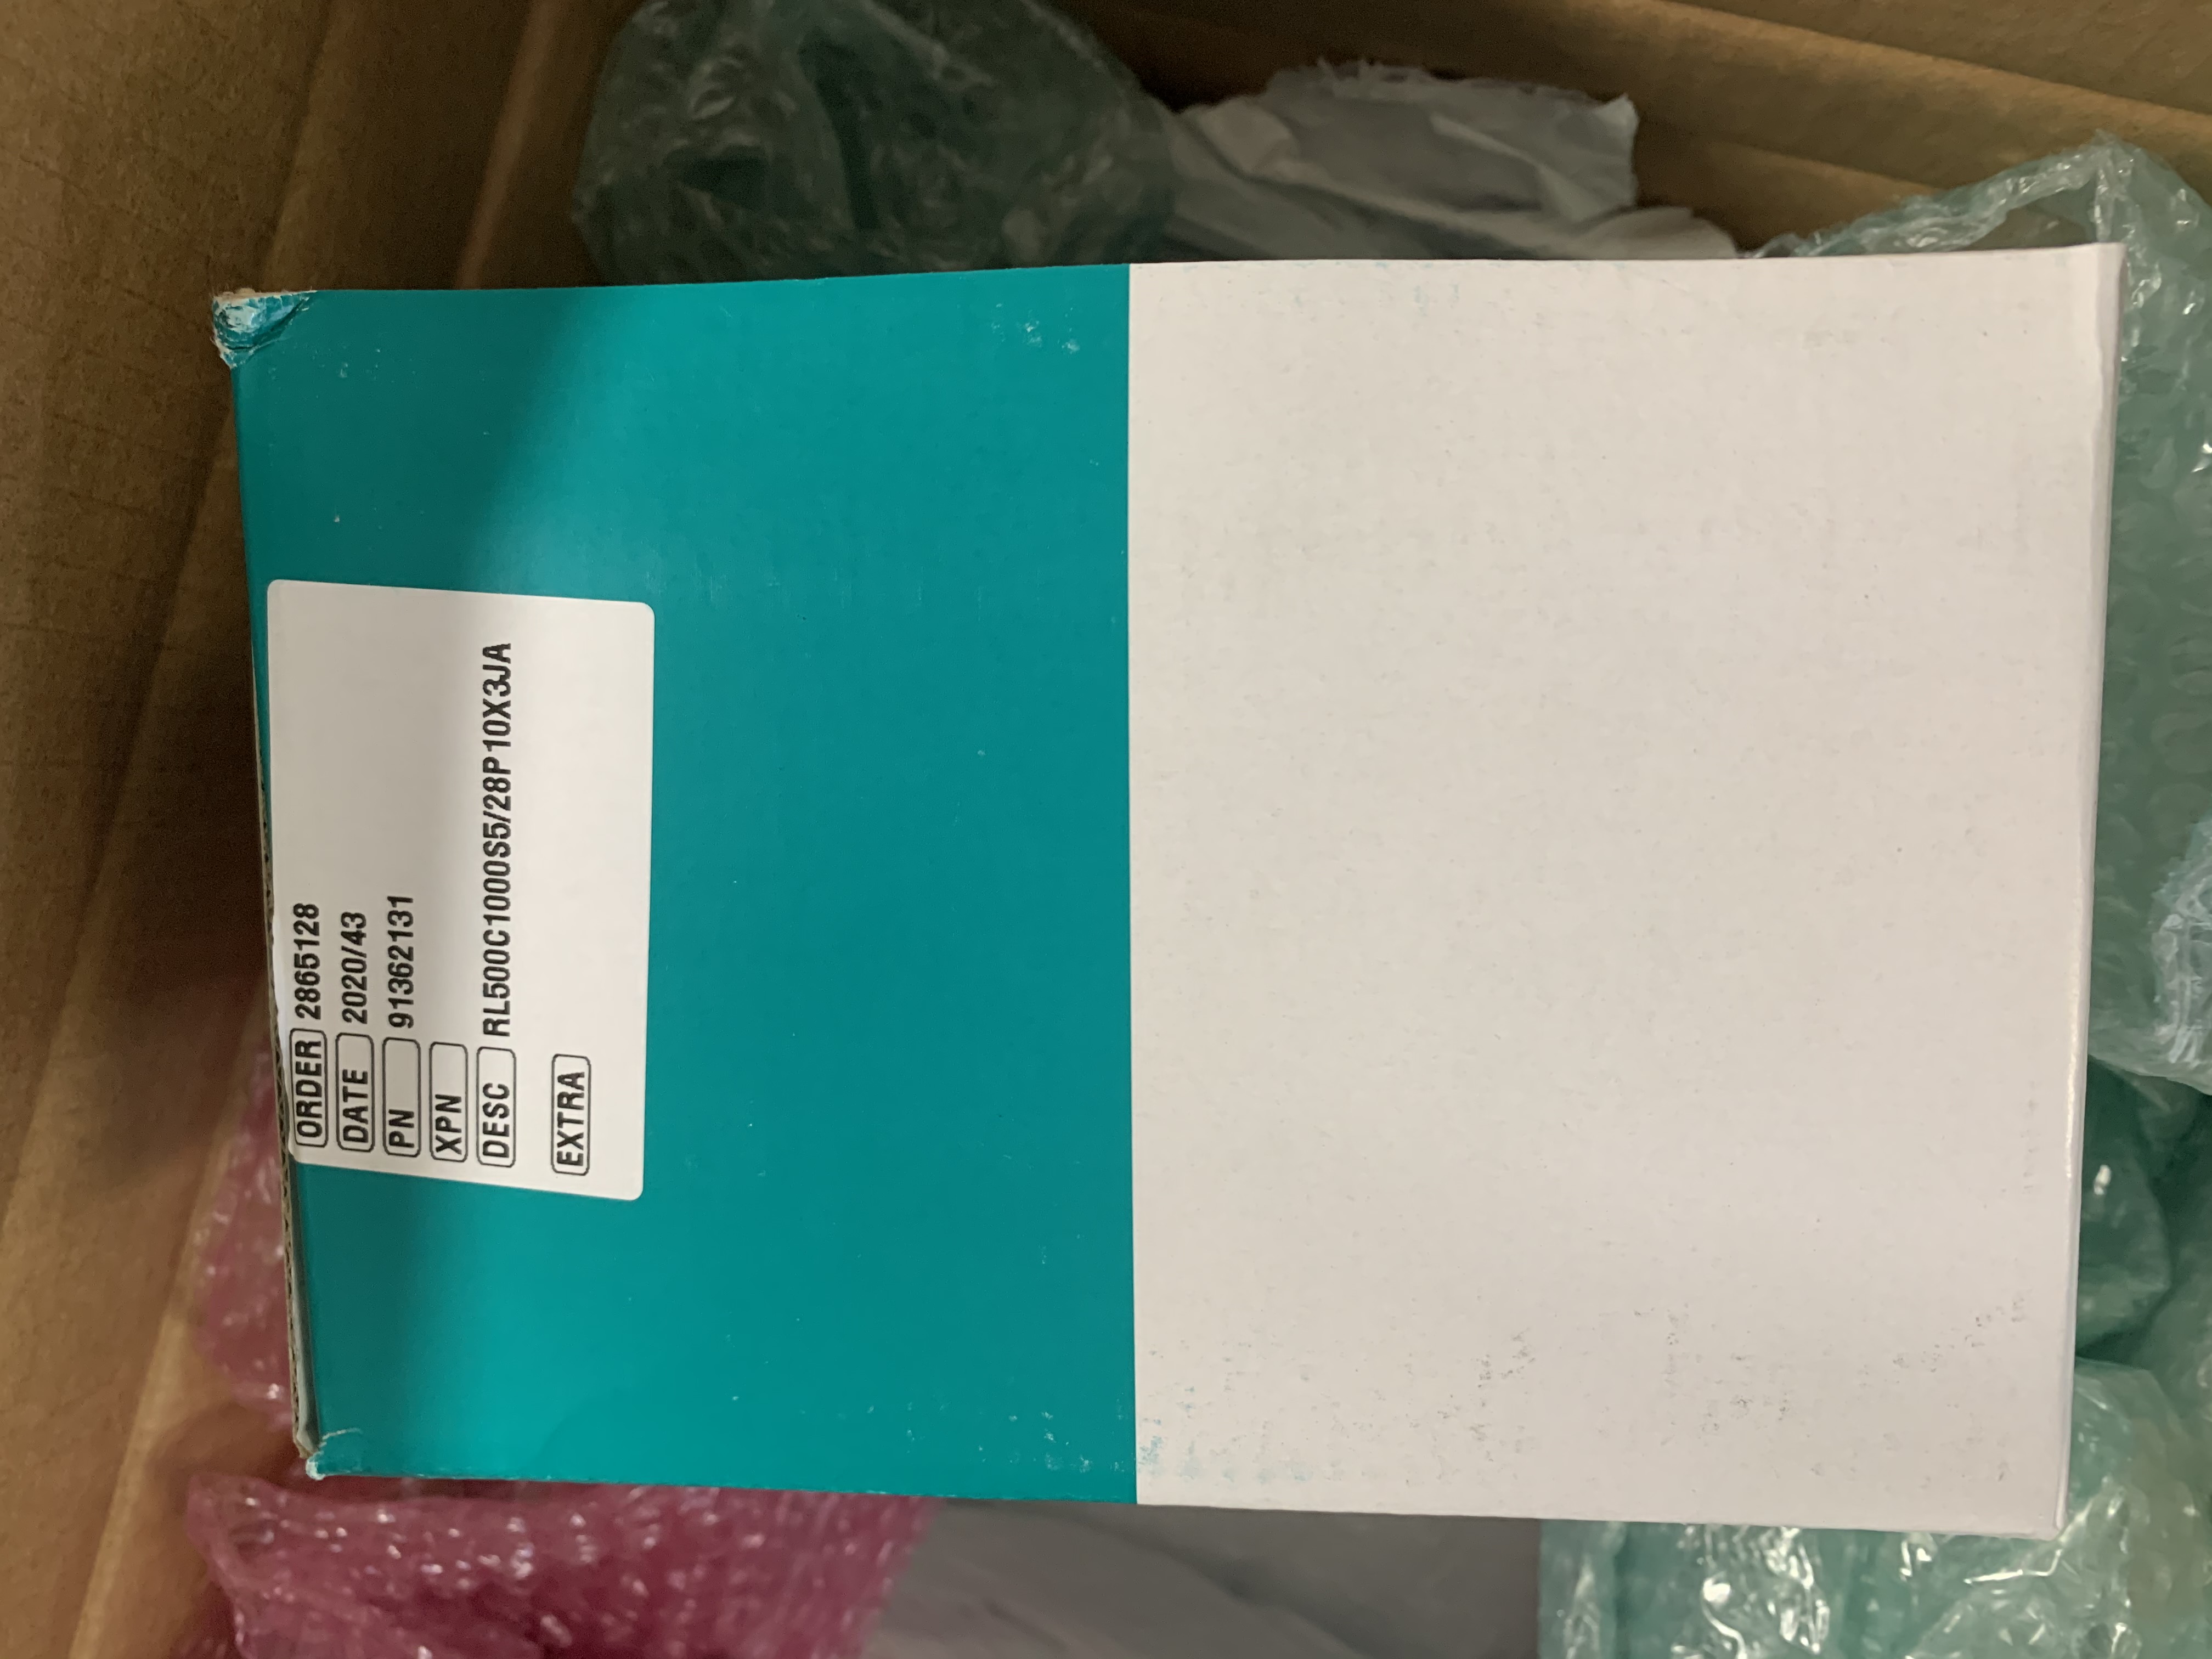 ORDER 2865128
DATE 2020/43
PN 91362131
XPN
DESC RL500C1000S5/28P10X3JA
EXTRA